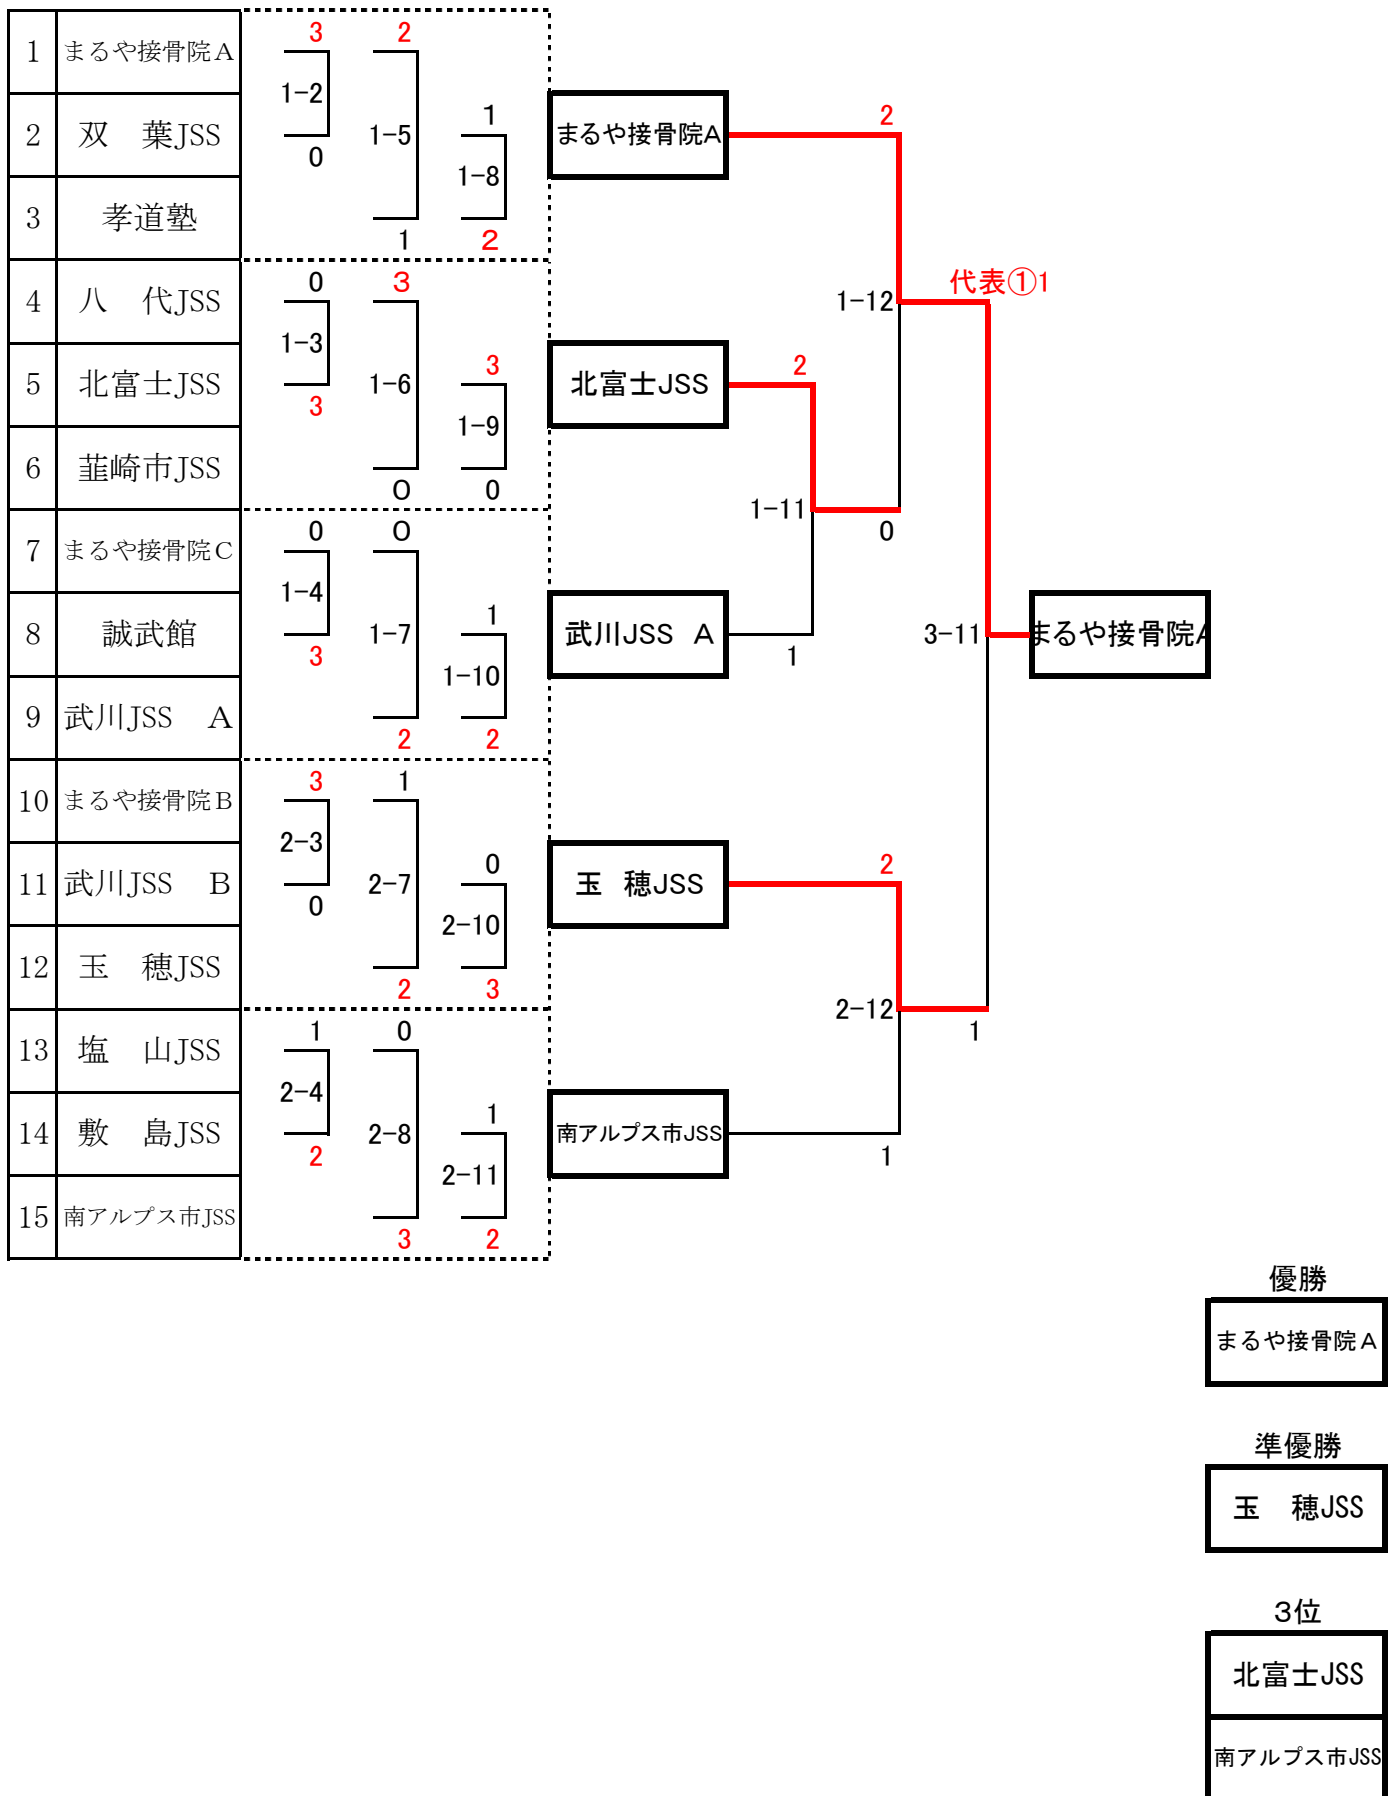 1 まるや接骨院A
2 双　葉JSS
3 孝道塾
4 八　代JSS
5 北富士JSS
6 韮崎市JSS
7 まるや接骨院C
8 誠武館
9 武川JSS　A
10 まるや接骨院B
11 武川JSS　B
12 玉　穂JSS
13 塩　山JSS
14 敷　島JSS
15 南アルプス市JSS
3
1-2
0
2
1-5
1
1
1-8
2
0
1-3
3
3
1-6
0
3
1-9
0
0
1-4
3
0
1-7
2
1
1-10
2
3
2-3
0
1
2-7
2
0
2-10
3
1
2-4
2
0
2-8
3
1
2-11
2
まるや接骨院A
北富士JSS
武川JSS　A
玉　穂JSS
南アルプス市JSS
2
1-11
1
2
1-12
0
2
2-12
1
代表①1
3-11
1
まるや接骨院A
優勝
まるや接骨院A
準優勝
玉　穂JSS
3位
北富士JSS
南アルプス市JSS